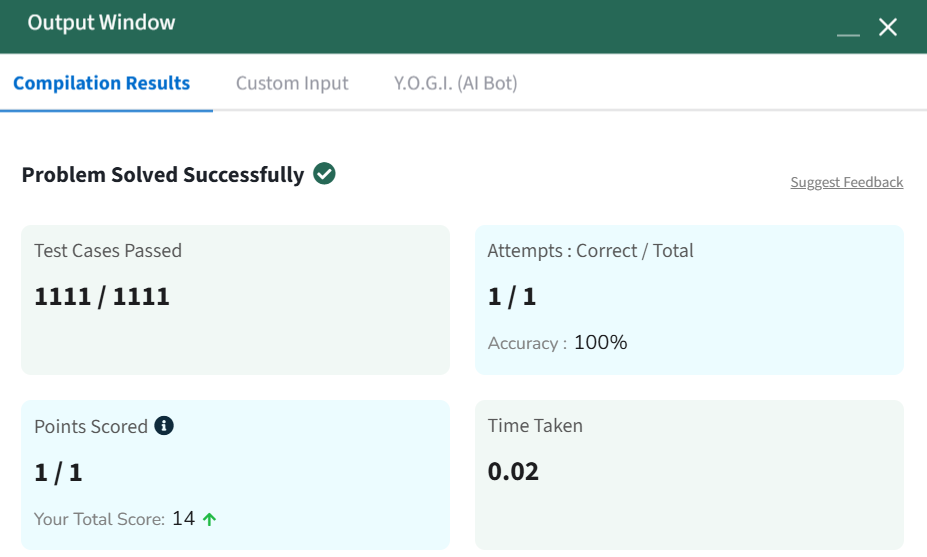 Output Window
Compilation Results
Custom Input
Y.O.G.I. (AI Bot)
Problem Solved Successfully
Suggest Feedback
Test Cases Passed
1111 / 1111
Attempts : Correct / Total
1 / 1
Accuracy : 100%
Points Scored
1 / 1
Your Total Score: 14
Time Taken
0.02